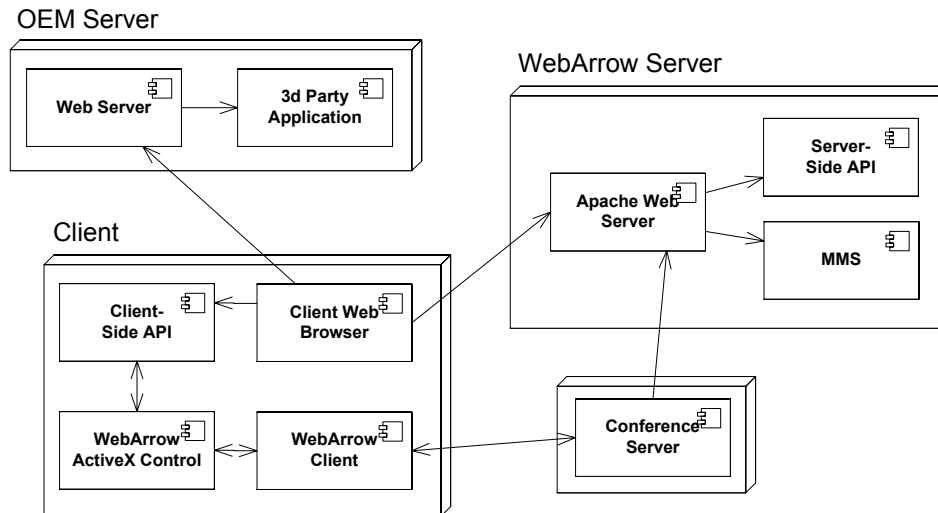 OEM Server
Web Server
3d Party
Application
WebArrow Server
Server-
Side API
Apache Web
Server
MMS
Client
Client-
Side API
Client Web
Browser
WebArrow
ActiveX Control
WebArrow
Client
Conference
Server